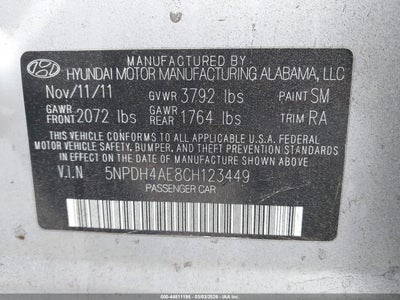 MANUFACTURED BY
HYUNDAI MOTOR MANUFACTURING ALABAMA, LLC
Nov/11/11 GVWR 3792 lbs PAINT SM
GAWR FRONT 2072 lbs GAWR REAR 1764 lbs TRIM RA
THIS VEHICLE CONFORMS TO ALL APPLICABLE U.S.A. FEDERAL
MOTOR VEHICLE SAFETY, BUMPER, AND THEFT PREVENTION
STANDARDS IN EFFECT ON THE DATE OF MANUFACTURE SHOWN ABOVE.
V.I.N 5NPDH4AE8CH123449
PASSENGER CAR